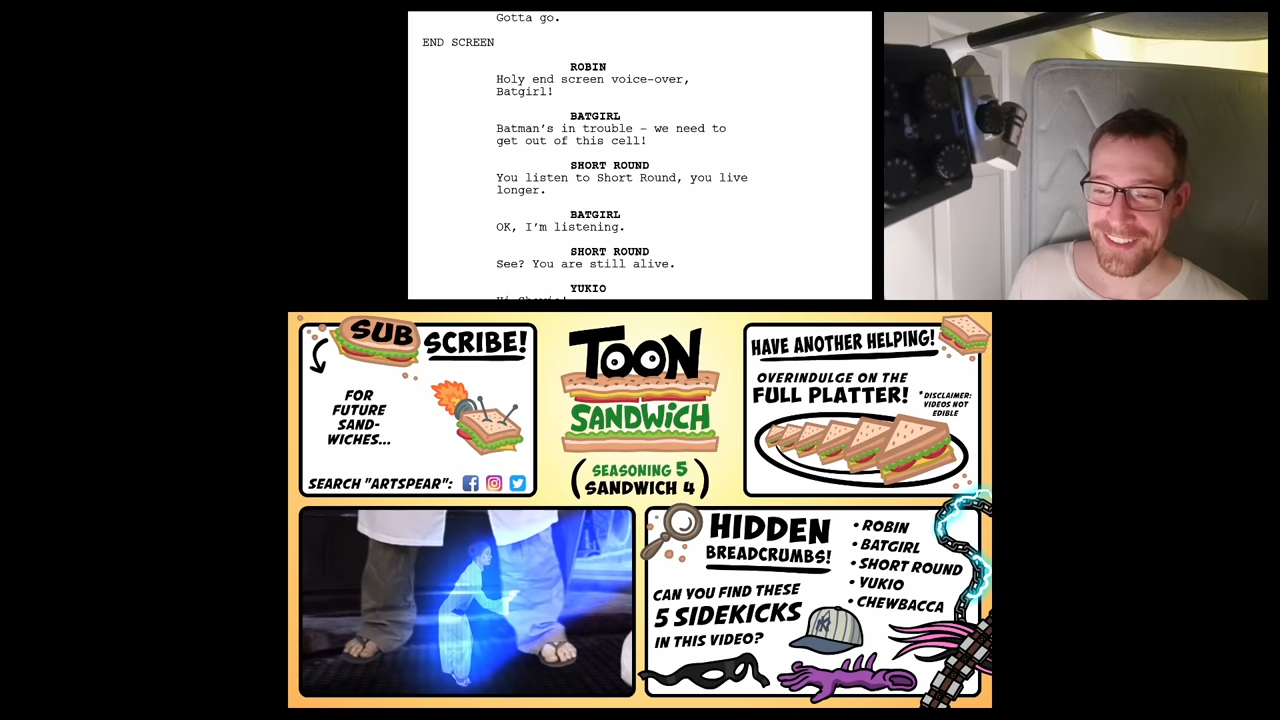 Gotta go.
END SCREEN
ROBIN
Holy end screen voice-over,
Batgirl!
BATGIRL
Batman's in trouble – we need to
get out of this cell!
SHORT ROUND
You listen to Short Round, you live
longer.
BATGIRL
OK, I'm listening.
SHORT ROUND
See? You are still alive.
YUKIO
SUBSCRIBE!
FOR
FUTURE
SAND-
WICHES...
SEARCH "ARTSPEAR":
TOON
SANDWiCH
(SEASONING 5
SANDWICH 4)
HAVE ANOTHER HELPING!
OVERINDULGE ON THE
FULL PLATTER!
* DISCLAIMER:
VIDEOS NOT
EDIBLE
HIDDEN
BREADCRUMBS!
CAN YOU FIND THESE
5 SIDEKICKS
IN THIS VIDEO?
• ROBIN
• BATGIRL
• SHORT ROUND
• YUKIO
• CHEWBACCA
NY